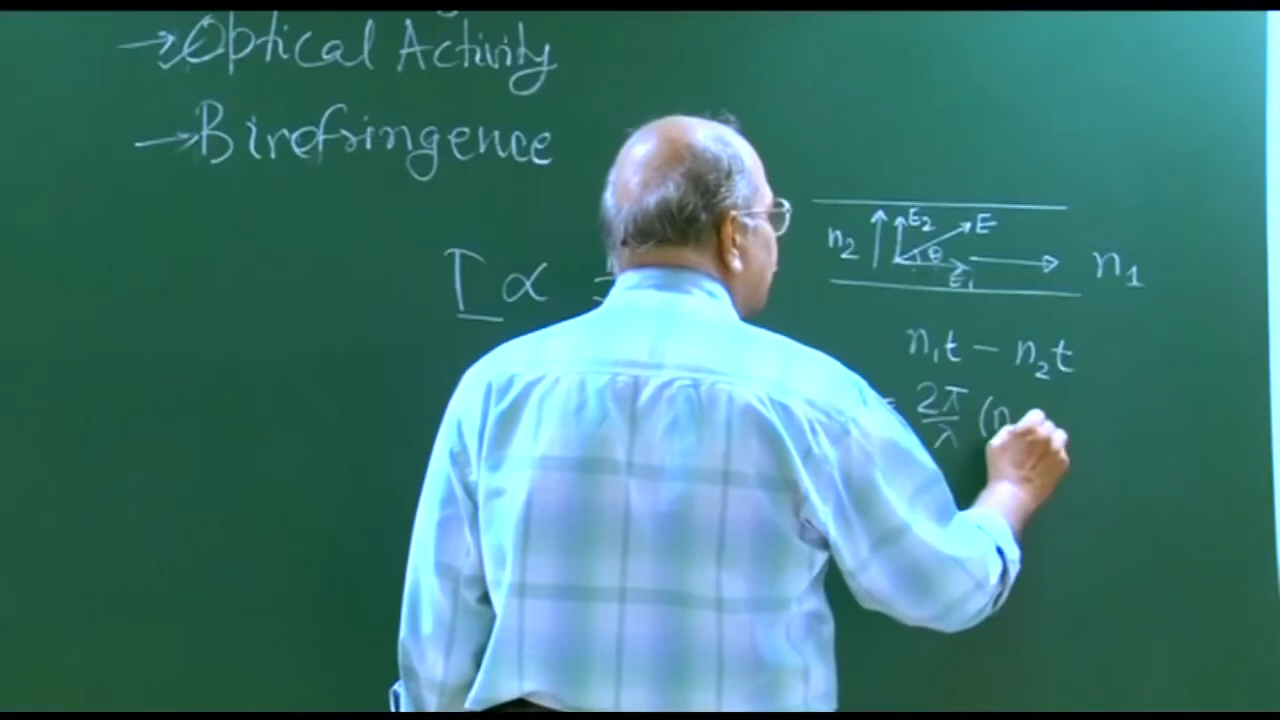 → Optical Activity
→ Birefringence
I ∝
n₂ E₂ E θ E₁ n₁
n₁t − n₂t
= 2π/λ (n